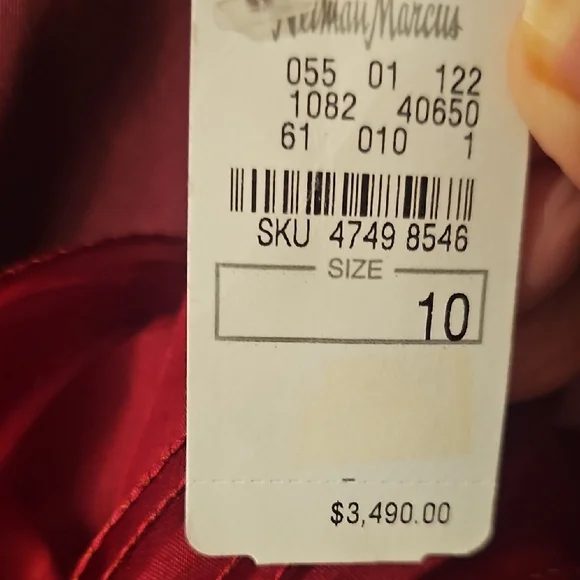 Neiman Marcus
055 01 122
1082 40650
61 010 1
SKU 4749 8546
SIZE
10
$3,490.00